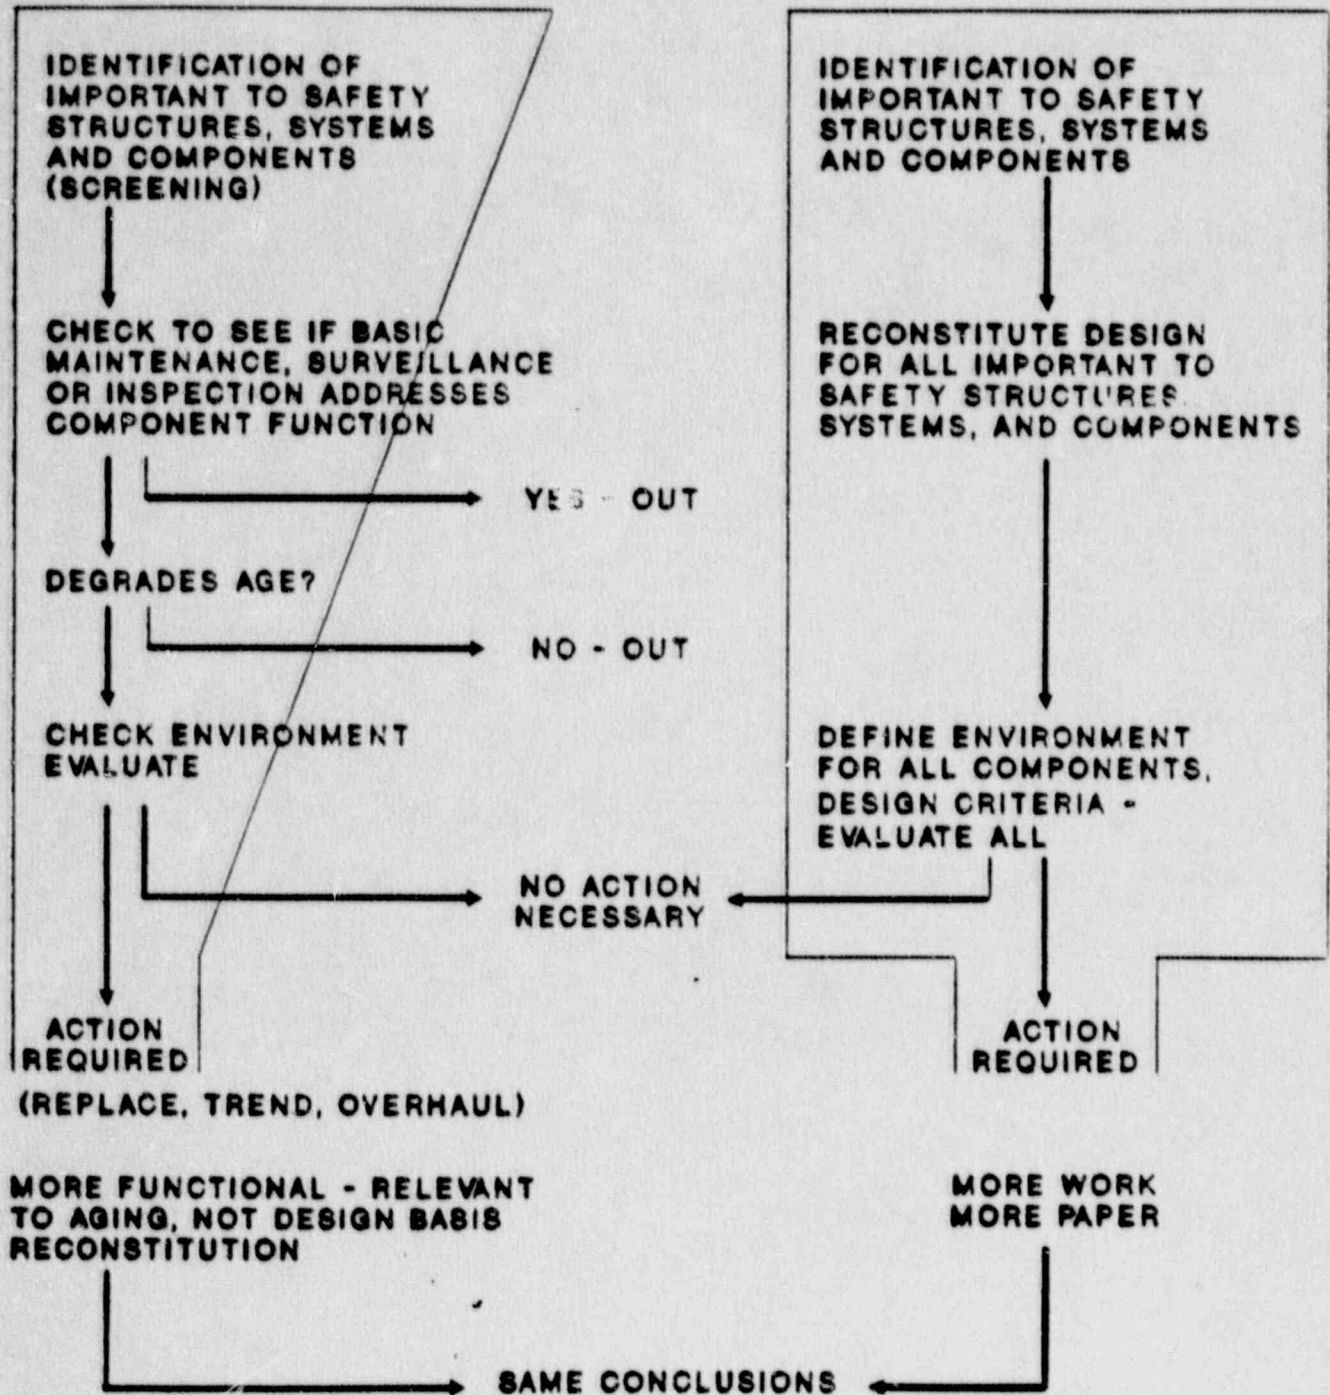 IDENTIFICATION OF
IMPORTANT TO SAFETY
STRUCTURES, SYSTEMS
AND COMPONENTS
(SCREENING)
CHECK TO SEE IF BASIC
MAINTENANCE, SURVEILLANCE
OR INSPECTION ADDRESSES
COMPONENT FUNCTION
YES - OUT
DEGRADES AGE?
NO - OUT
CHECK ENVIRONMENT
EVALUATE
NO ACTION
NECESSARY
ACTION
REQUIRED
(REPLACE, TREND, OVERHAUL)
MORE FUNCTIONAL - RELEVANT
TO AGING, NOT DESIGN BASIS
RECONSTITUTION
IDENTIFICATION OF
IMPORTANT TO SAFETY
STRUCTURES, SYSTEMS
AND COMPONENTS
RECONSTITUTE DESIGN
FOR ALL IMPORTANT TO
SAFETY STRUCTURES
SYSTEMS, AND COMPONENTS
DEFINE ENVIRONMENT
FOR ALL COMPONENTS,
DESIGN CRITERIA -
EVALUATE ALL
ACTION
REQUIRED
MORE WORK
MORE PAPER
SAME CONCLUSIONS